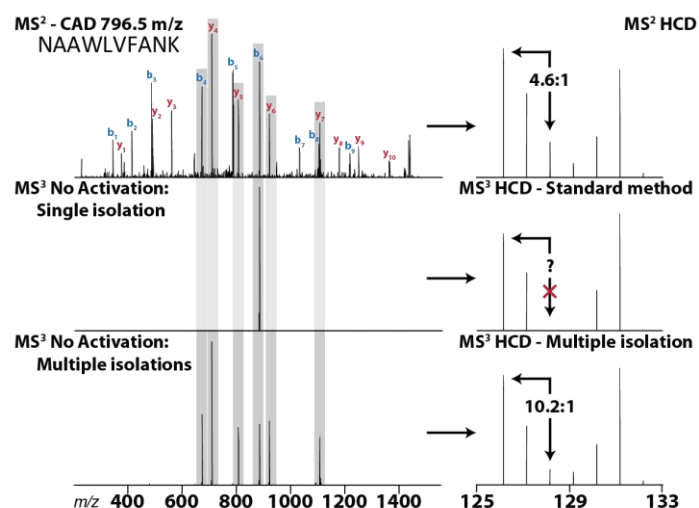 MS² - CAD 796.5 m/z
NAAWLVFANK
MS² HCD
b₁
y₁
b₂
b₃
y₂
y₃
b₄
y₄
b₅
y₅
b₆
y₆
b₇
b₈
y₇
y₈
b₉
y₉
y₁₀
4.6:1
MS³ No Activation:
Single isolation
MS³ HCD - Standard method
?
MS³ No Activation:
Multiple isolations
MS³ HCD - Multiple isolation
10.2:1
m/z 400 600 800 1000 1200 1400
125 129 133